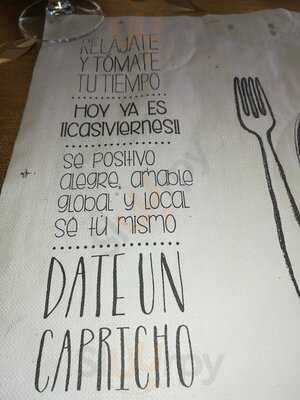 RELÁJATE
Y TÓMATE
TU TIEMPO
HOY YA ES
¡¡CASIVIERNES!!
SÉ POSITIVO
ALEGRE, AMABLE
GLOBAL Y LOCAL
SÉ TÚ MISMO
DATE UN
CAPRICHO